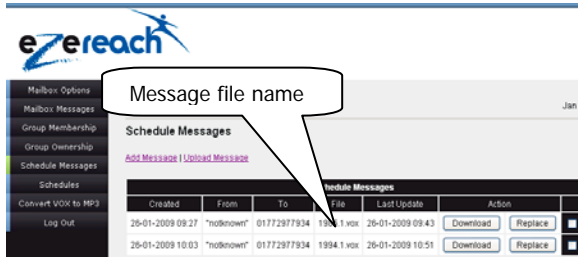 ezereach
Message file name
Jan
Mailbox Options
Mailbox Messages
Group Membership
Group Ownership
Schedule Messages
Schedules
Convert VOX to MP3
Log Out
Schedule Messages
Add Message | Upload Message
hedule Messages
Created From To File Last Update Action
26-01-2009 09:27 "notknown" 01772977934 1994.1.vox 26-01-2009 09:43 Download Replace
26-01-2009 10:03 "notknown" 01772977934 1994.1.vox 26-01-2009 10:51 Download Replace